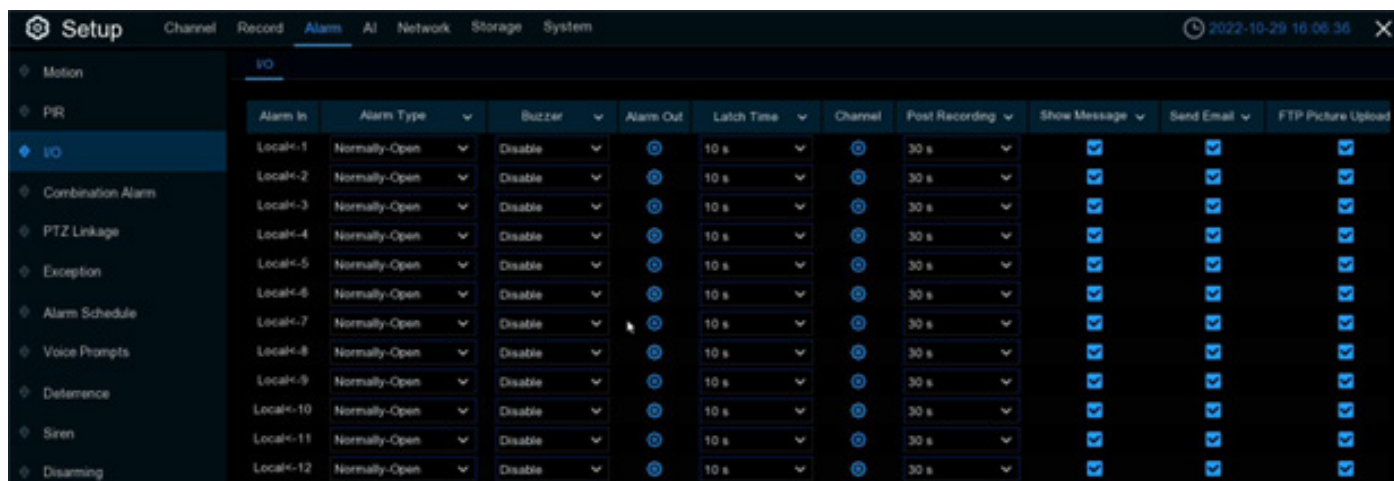 Setup Channel Record Alarm AI Network Storage System 2022-10-29 16:06:36
Motion
PIR
I/O
Combination Alarm
PTZ Linkage
Exception
Alarm Schedule
Voice Prompts
Deterrence
Siren
Disarming
I/O
Alarm In Alarm Type Buzzer Alarm Out Latch Time Channel Post Recording Show Message Send Email FTP Picture Upload
Local<-1 Normally-Open Disable 10 s 30 s
Local<-2 Normally-Open Disable 10 s 30 s
Local<-3 Normally-Open Disable 10 s 30 s
Local<-4 Normally-Open Disable 10 s 30 s
Local<-5 Normally-Open Disable 10 s 30 s
Local<-6 Normally-Open Disable 10 s 30 s
Local<-7 Normally-Open Disable 10 s 30 s
Local<-8 Normally-Open Disable 10 s 30 s
Local<-9 Normally-Open Disable 10 s 30 s
Local<-10 Normally-Open Disable 10 s 30 s
Local<-11 Normally-Open Disable 10 s 30 s
Local<-12 Normally-Open Disable 10 s 30 s